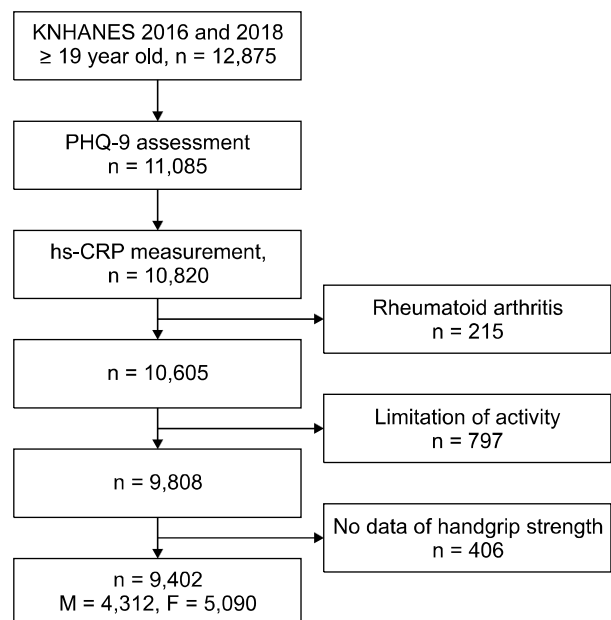 KNHANES 2016 and 2018
≥ 19 year old, n = 12,875
PHQ-9 assessment
n = 11,085
hs-CRP measurement,
n = 10,820
Rheumatoid arthritis
n = 215
n = 10,605
Limitation of activity
n = 797
n = 9,808
No data of handgrip strength
n = 406
n = 9,402
M = 4,312, F = 5,090